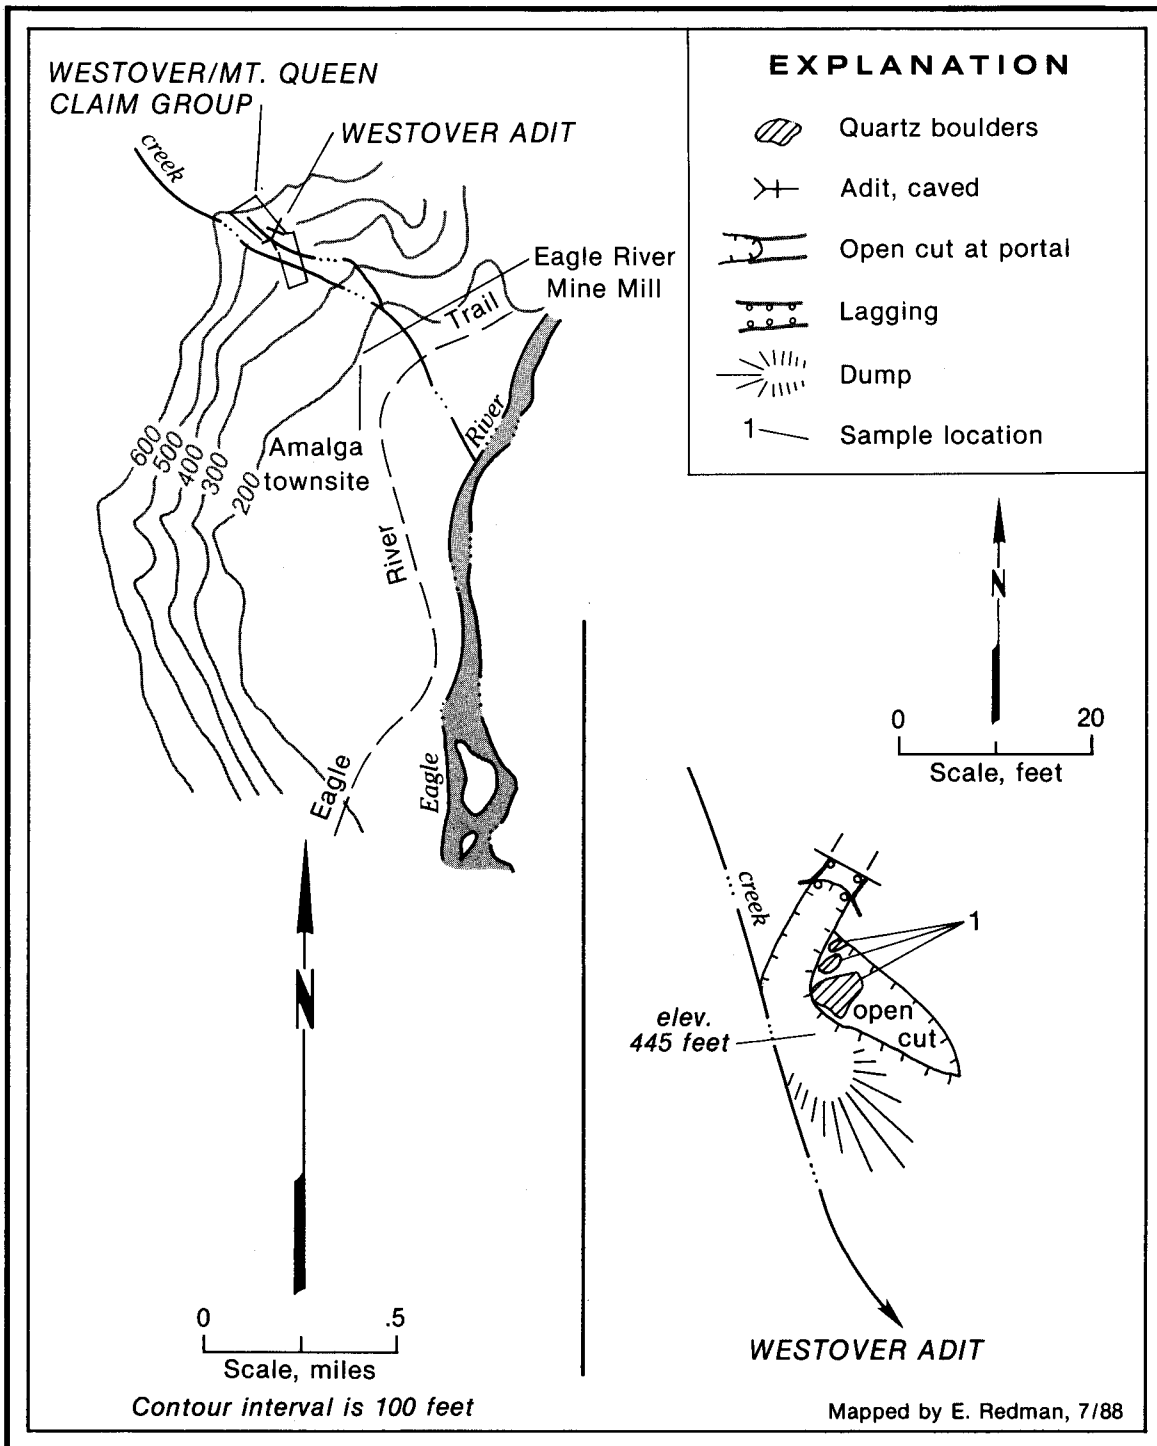 WESTOVER/MT. QUEEN
CLAIM GROUP
WESTOVER ADIT
creek
Eagle River
Mine Mill
Trail
River
600
500
400
300
200
Amalga
townsite
River
Eagle
Eagle
N
0 .5
Scale, miles
Contour interval is 100 feet
EXPLANATION
Quartz boulders
Adit, caved
Open cut at portal
Lagging
Dump
1
Sample location
N
0 20
Scale, feet
creek
1
open
cut
elev.
445 feet
WESTOVER ADIT
Mapped by E. Redman, 7/88